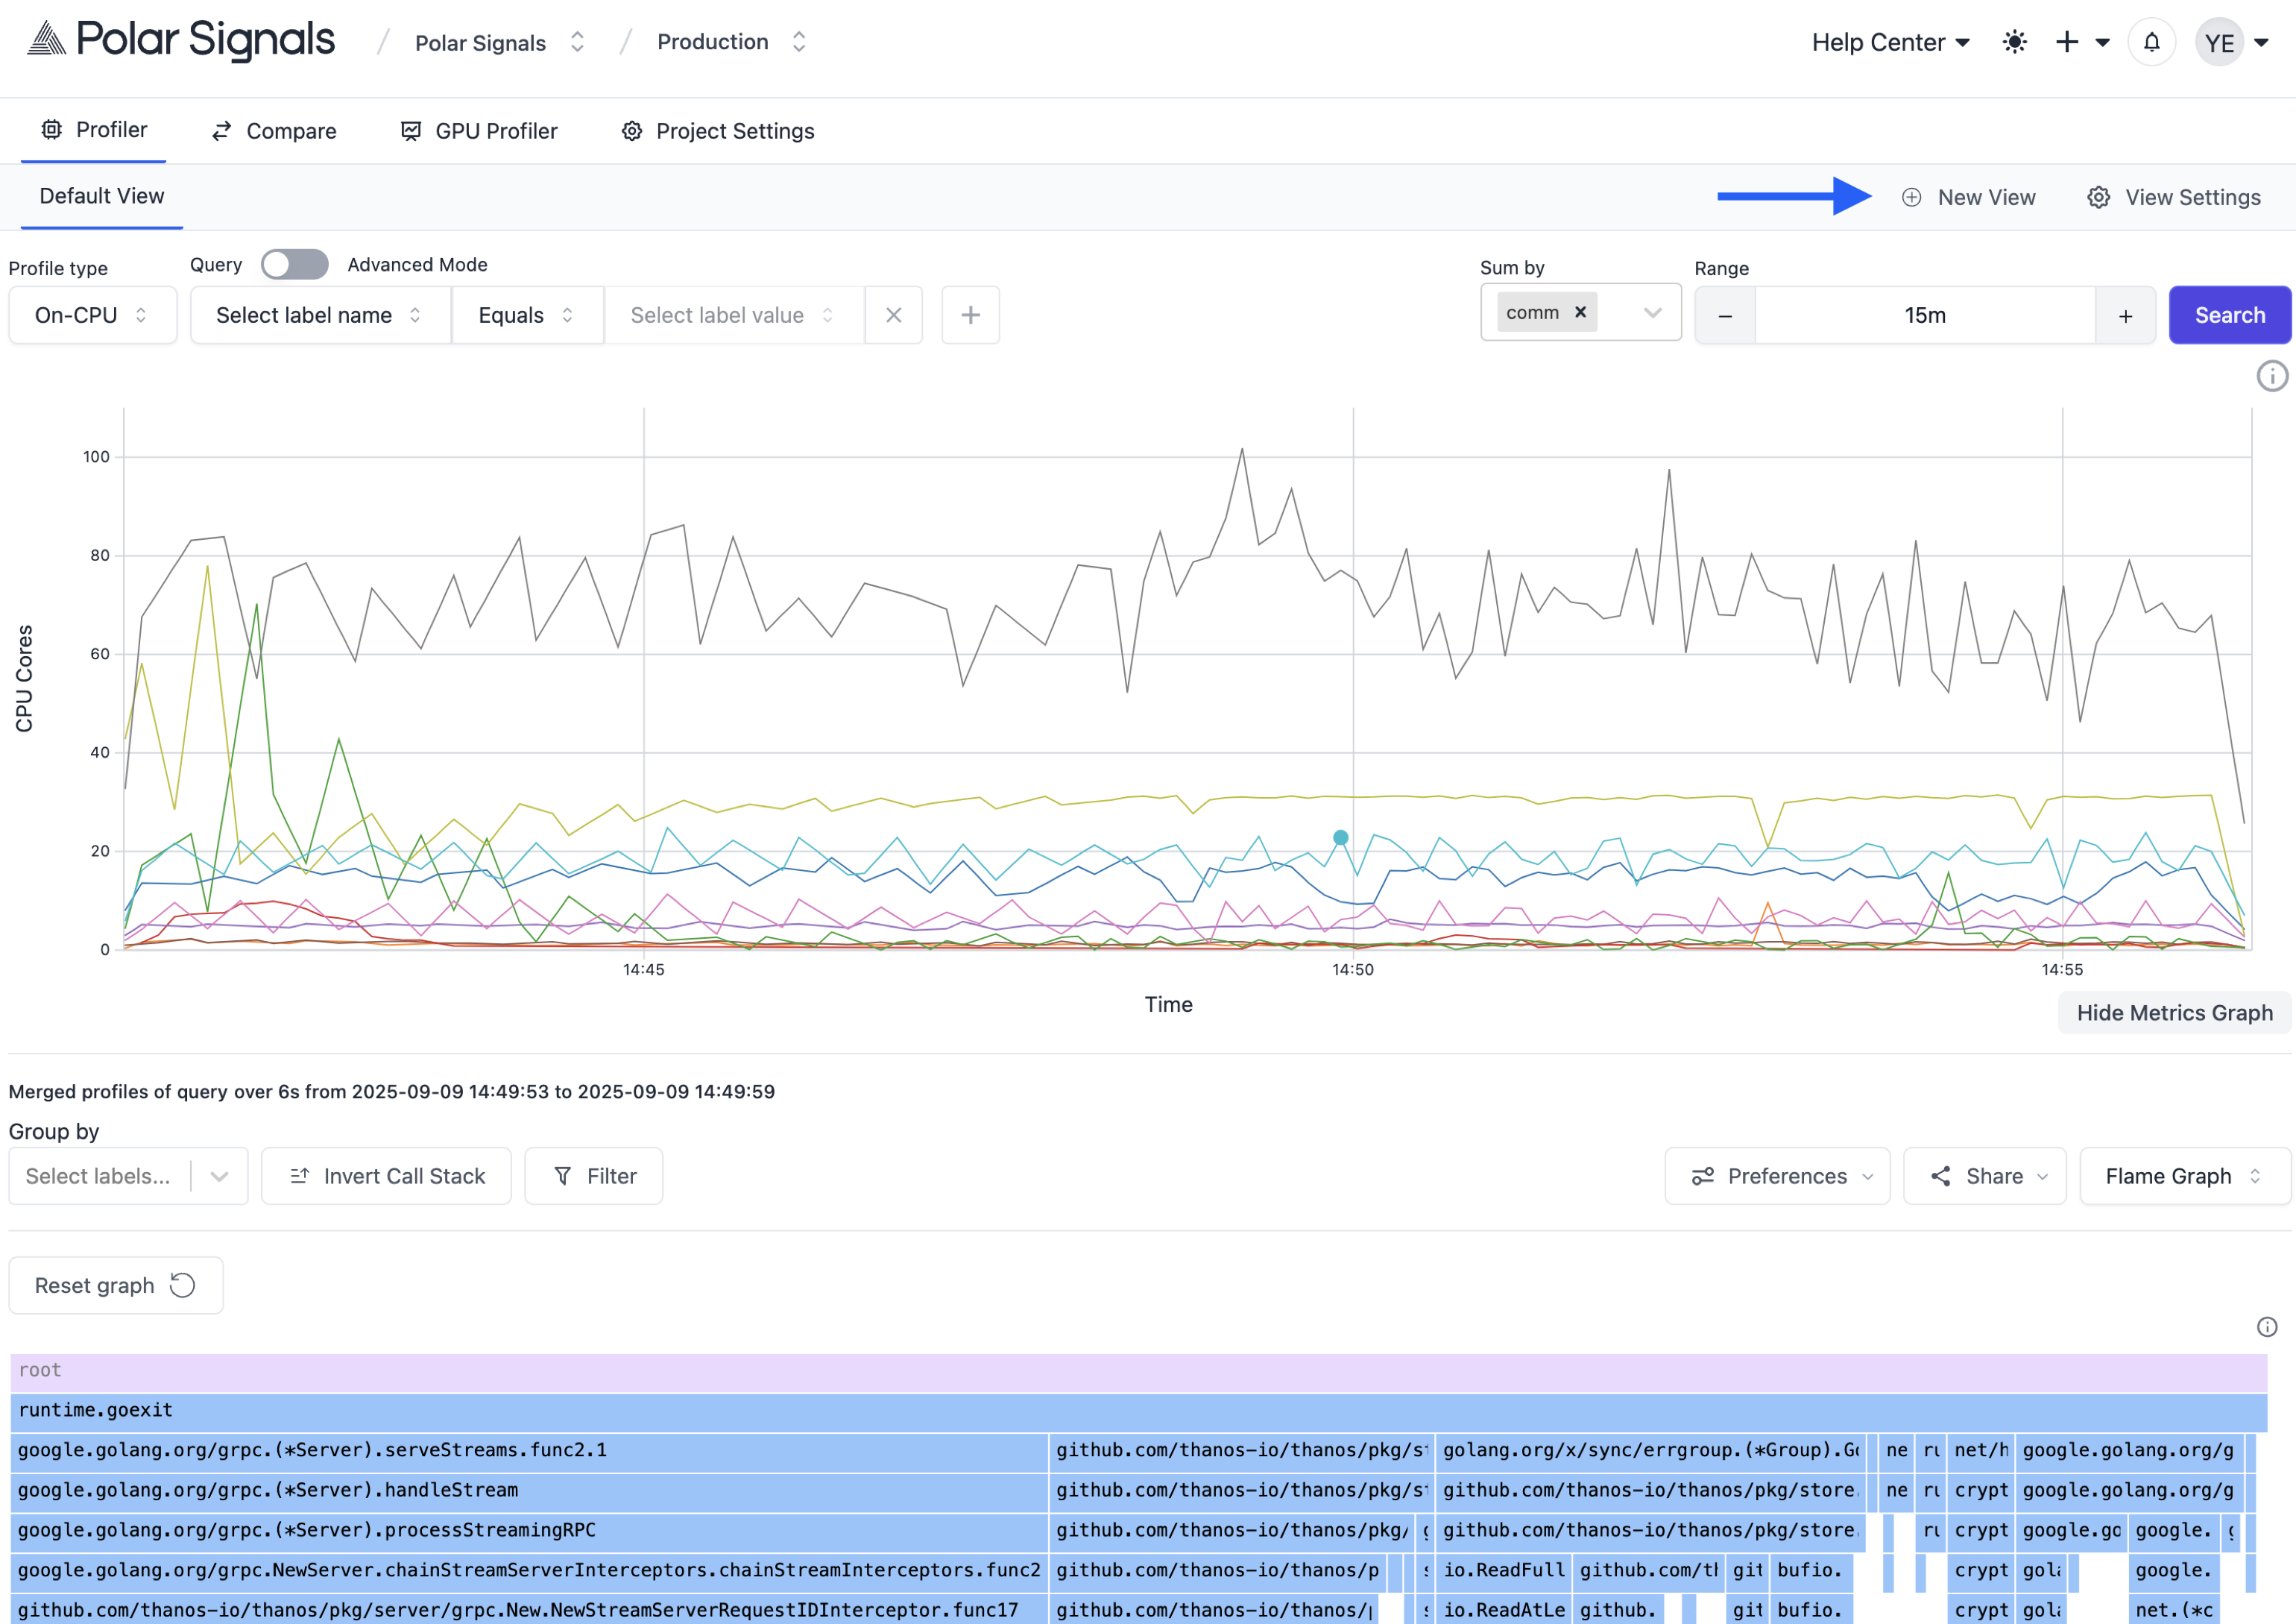 Polar Signals / Polar Signals / Production Help Center YE
Profiler Compare GPU Profiler Project Settings
Default View New View View Settings
Profile type Query Advanced Mode Sum by Range
On-CPU Select label name Equals Select label value comm 15m Search
100
80
60
40
20
0
CPU Cores
14:45 14:50 14:55
Time
Hide Metrics Graph
Merged profiles of query over 6s from 2025-09-09 14:49:53 to 2025-09-09 14:49:59
Group by
Select labels... Invert Call Stack Filter Preferences Share Flame Graph
Reset graph
root
runtime.goexit
google.golang.org/grpc.(*Server).serveStreams.func2.1 github.com/thanos-io/thanos/pkg/s golang.org/x/sync/errgroup.(*Group).G ne ru net/h google.golang.org/g
google.golang.org/grpc.(*Server).handleStream github.com/thanos-io/thanos/pkg/s github.com/thanos-io/thanos/pkg/store. ne ru crypt google.golang.org/g
google.golang.org/grpc.(*Server).processStreamingRPC github.com/thanos-io/thanos/pkg/ github.com/thanos-io/thanos/pkg/store. ru crypt google.go google.
google.golang.org/grpc.NewServer.chainStreamServerInterceptors.chainStreamInterceptors.func2 github.com/thanos-io/thanos/p io.ReadFull github.com/th git bufio. crypt gola google.
github.com/thanos-io/thanos/pkg/server/grpc.New.NewStreamServerRequestIDInterceptor.func17 github.com/thanos-io/thanos/ io.ReadAtLe github. git bufio. crypt gola net.(*c